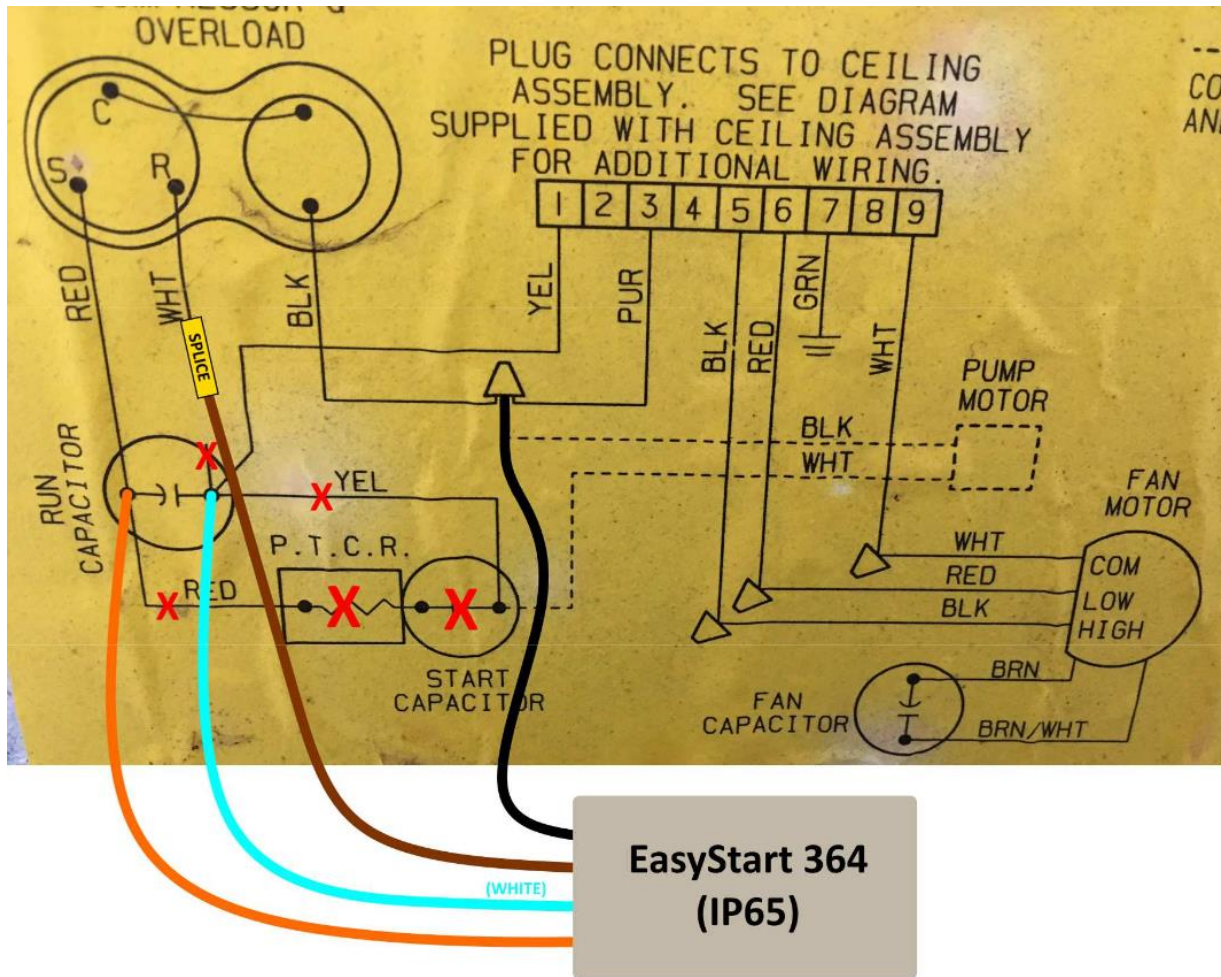 OVERLOAD
PLUG CONNECTS TO CEILING
ASSEMBLY. SEE DIAGRAM
SUPPLIED WITH CEILING ASSEMBLY
FOR ADDITIONAL WIRING.
C
S
R
1 2 3 4 5 6 7 8 9
RED
WHT
BLK
YEL
PUR
BLK
RED
GRN
WHT
SPLICE
PUMP
MOTOR
BLK
WHT
RUN
CAPACITOR
X
X YEL
P.T.C.R.
X RED
X
X
START
CAPACITOR
FAN
MOTOR
WHT
RED
BLK
COM
LOW
HIGH
BRN
BRN/WHT
FAN
CAPACITOR
EasyStart 364
(IP65)
(WHITE)